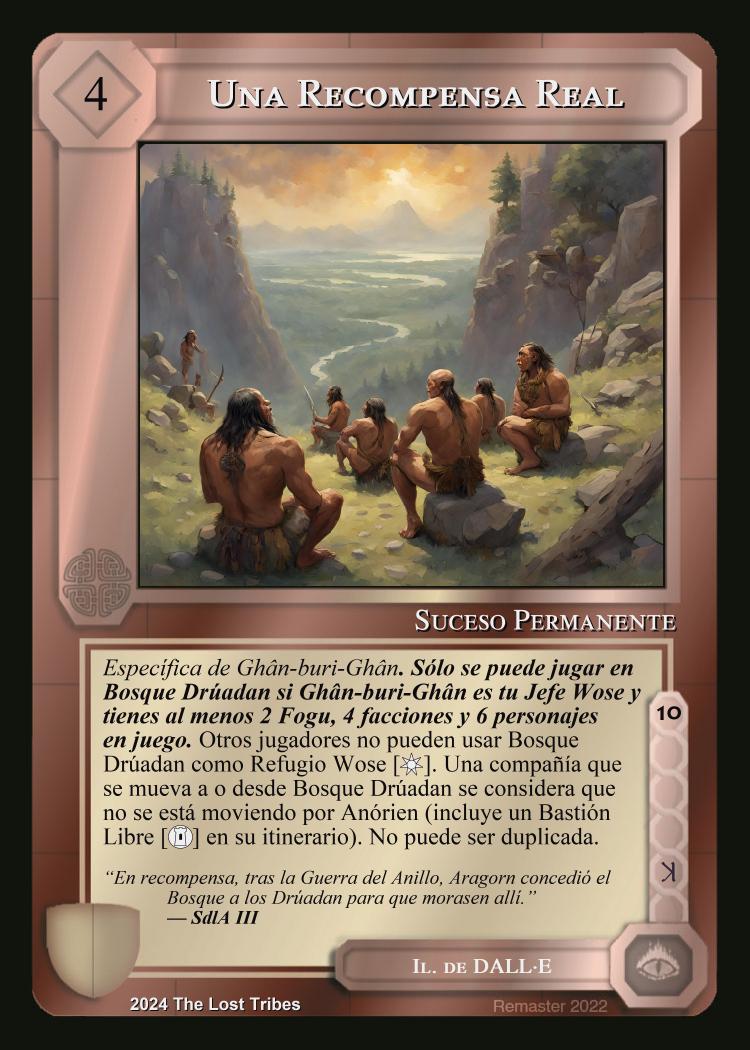 4
Una Recompensa Real
Suceso Permanente
Específica de Ghân-buri-Ghân. Sólo se puede jugar en
Bosque Drúadan si Ghân-buri-Ghân es tu Jefe Wose y
tienes al menos 2 Fogu, 4 facciones y 6 personajes
en juego. Otros jugadores no pueden usar Bosque
Drúadan como Refugio Wose [ ]. Una compañía que
se mueva a o desde Bosque Drúadan se considera que
no se está moviendo por Anórien (incluye un Bastión
Libre [ ] en su itinerario). No puede ser duplicada.
10
“En recompensa, tras la Guerra del Anillo, Aragorn concedió el
Bosque a los Drúadan para que morasen allí.”
— SdlA III
Il. de DALL·E
2024 The Lost Tribes
Remaster 2022